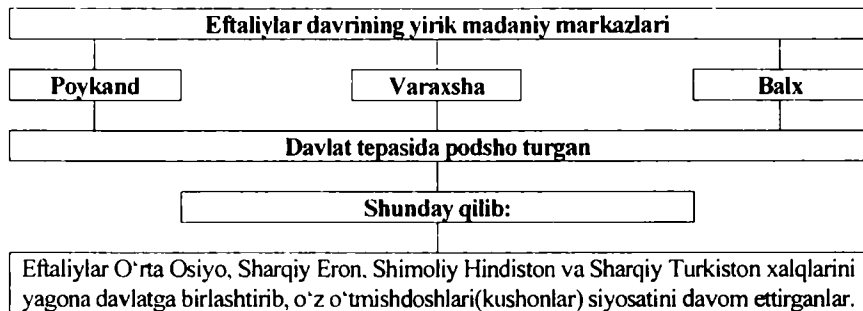 Eftaliylar davrining yirik madaniy markazlari
Poykand Varaxsha Balx
Davlat tepasida podsho turgan
Shunday qilib:
Eftaliylar O‘rta Osiyo, Sharqiy Eron, Shimoliy Hindiston va Sharqiy Turkiston xalqlarini
yagona davlatga birlashtirib, o‘z o‘tmishdoshlari(kushonlar) siyosatini davom ettirganlar.